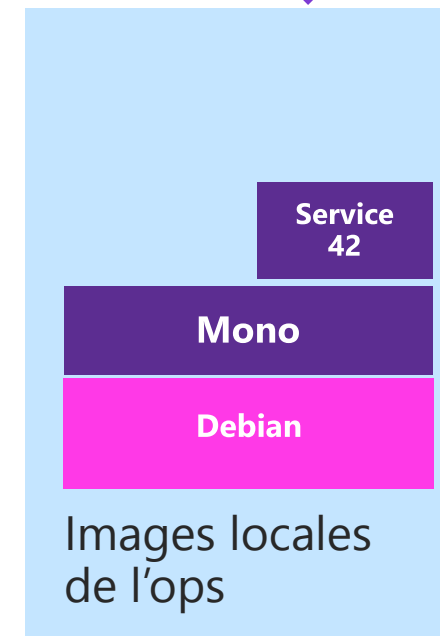 Service
42
Mono
Debian
Images locales
de l’ops